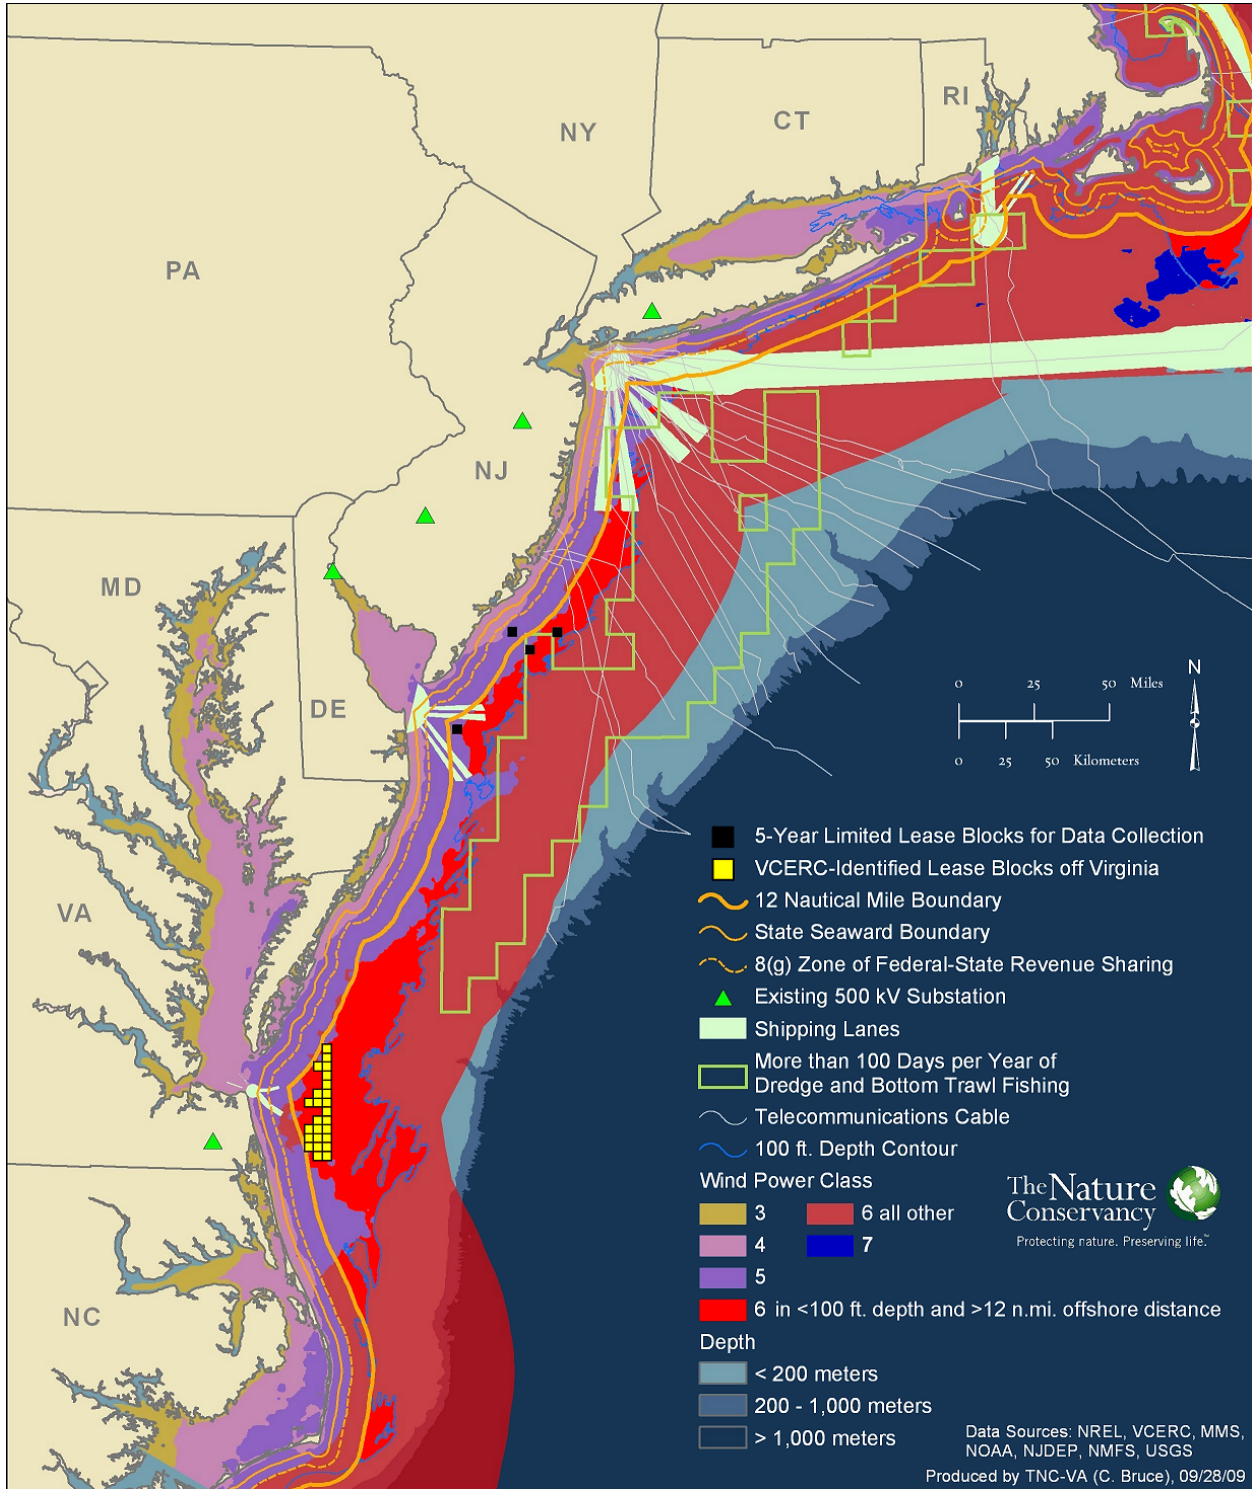 NY
CT
RI
PA
NJ
MD
DE
VA
NC
N
0 25 50 Miles
0 25 50 Kilometers
5-Year Limited Lease Blocks for Data Collection
VCERC-Identified Lease Blocks off Virginia
12 Nautical Mile Boundary
State Seaward Boundary
8(g) Zone of Federal-State Revenue Sharing
Existing 500 kV Substation
Shipping Lanes
More than 100 Days per Year of
Dredge and Bottom Trawl Fishing
Telecommunications Cable
100 ft. Depth Contour
Wind Power Class
3
6 all other
4
7
5
6 in <100 ft. depth and >12 n.mi. offshore distance
The Nature
Conservancy
Protecting nature. Preserving life.™
Depth
< 200 meters
200 - 1,000 meters
> 1,000 meters
Data Sources: NREL, VCERC, MMS,
NOAA, NJDEP, NMFS, USGS
Produced by TNC-VA (C. Bruce), 09/28/09